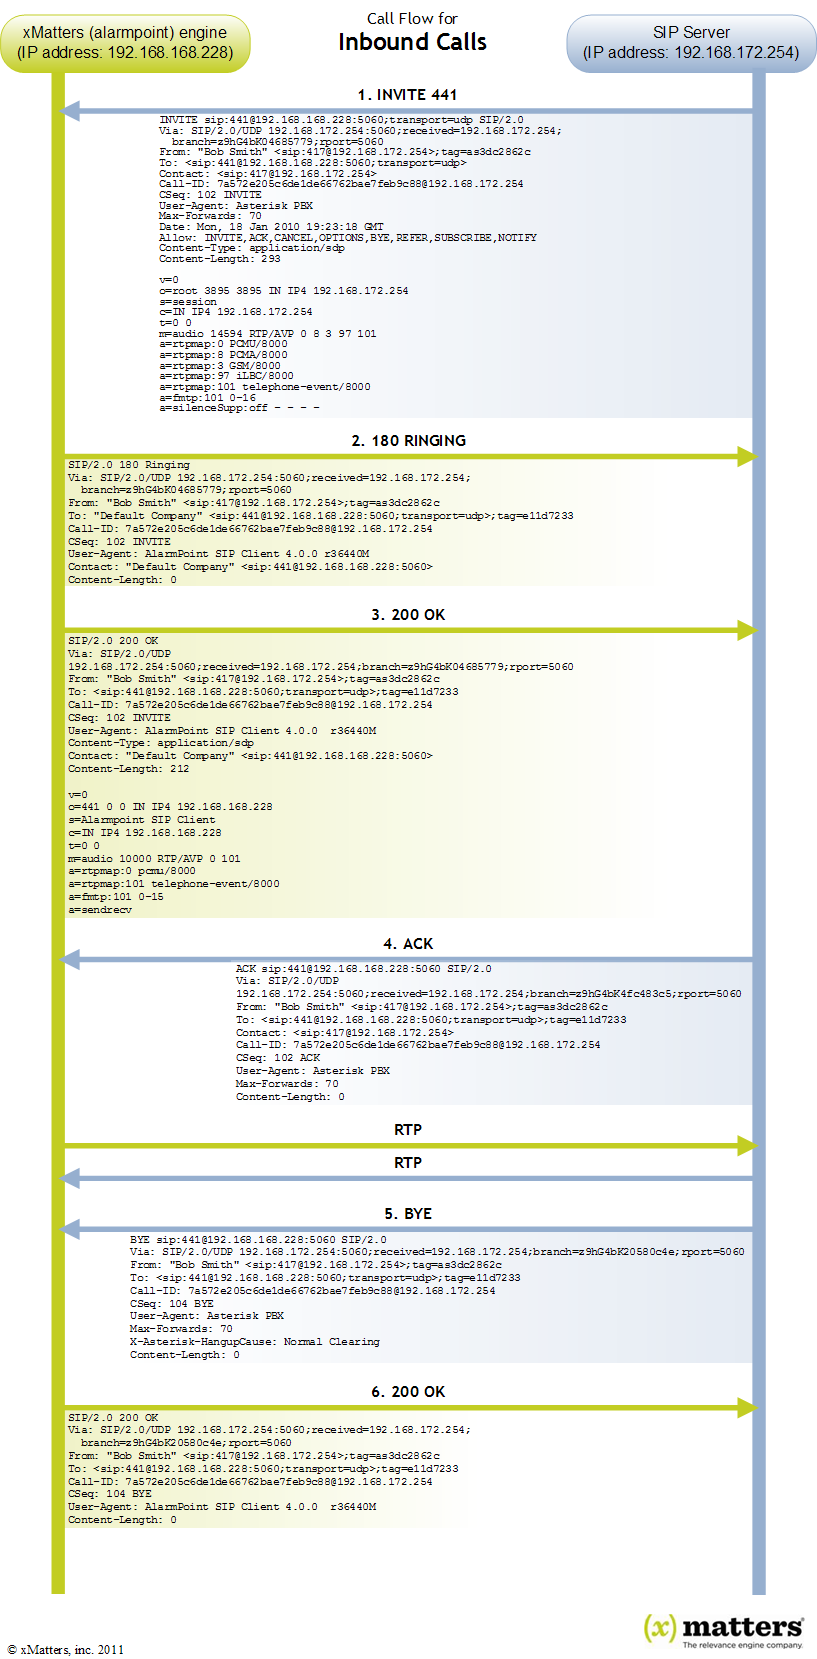 xMatters (alarmpoint) engine
(IP address: 192.168.168.228)
Call Flow for
Inbound Calls
SIP Server
(IP address: 192.168.172.254)
1. INVITE 441
INVITE sip:441@192.168.168.228:5060;transport=udp SIP/2.0
Via: SIP/2.0/UDP 192.168.172.254:5060;received=192.168.172.254;
branch=z9hG4bK04685779;rport=5060
From: "Bob Smith" <sip:417@192.168.172.254>;tag=as3dc2862c
To: <sip:441@192.168.168.228:5060;transport=udp>
Contact: <sip:417@192.168.172.254>
Call-ID: 7a572e205c6de1de66762bae7feb9c88@192.168.172.254
CSeq: 102 INVITE
User-Agent: Asterisk PBX
Max-Forwards: 70
Date: Mon, 18 Jan 2010 19:23:18 GMT
Allow: INVITE,ACK,CANCEL,OPTIONS,BYE,REFER,SUBSCRIBE,NOTIFY
Content-Type: application/sdp
Content-Length: 293
v=0
o=root 3895 3895 IN IP4 192.168.172.254
s=session
c=IN IP4 192.168.172.254
t=0 0
m=audio 14594 RTP/AVP 0 8 3 97 101
a=rtpmap:0 PCMU/8000
a=rtpmap:8 PCMA/8000
a=rtpmap:3 GSM/8000
a=rtpmap:97 iLBC/8000
a=rtpmap:101 telephone-event/8000
a=fmtp:101 0-16
a=silenceSupp:off - - - -
2. 180 RINGING
SIP/2.0 180 Ringing
Via: SIP/2.0/UDP 192.168.172.254:5060;received=192.168.172.254;
branch=z9hG4bK04685779;rport=5060
From: "Bob Smith" <sip:417@192.168.172.254>;tag=as3dc2862c
To: "Default Company" <sip:441@192.168.168.228:5060;transport=udp>;tag=e11d7233
Call-ID: 7a572e205c6de1de66762bae7feb9c88@192.168.172.254
CSeq: 102 INVITE
User-Agent: AlarmPoint SIP Client 4.0.0 r36440M
Contact: "Default Company" <sip:441@192.168.168.228:5060>
Content-Length: 0
3. 200 OK
SIP/2.0 200 OK
Via: SIP/2.0/UDP
192.168.172.254:5060;received=192.168.172.254;branch=z9hG4bK04685779;rport=5060
From: "Bob Smith" <sip:417@192.168.172.254>;tag=as3dc2862c
To: <sip:441@192.168.168.228:5060;transport=udp>;tag=e11d7233
Call-ID: 7a572e205c6de1de66762bae7feb9c88@192.168.172.254
CSeq: 102 INVITE
User-Agent: AlarmPoint SIP Client 4.0.0  r36440M
Content-Type: application/sdp
Contact: "Default Company" <sip:441@192.168.168.228:5060>
Content-Length: 212
v=0
o=441 0 0 IN IP4 192.168.168.228
s=Alarmpoint SIP Client
c=IN IP4 192.168.168.228
t=0 0
m=audio 10000 RTP/AVP 0 101
a=rtpmap:0 pcmu/8000
a=rtpmap:101 telephone-event/8000
a=fmtp:101 0-15
a=sendrecv
4. ACK
ACK sip:441@192.168.168.228:5060 SIP/2.0
Via: SIP/2.0/UDP
192.168.172.254:5060;received=192.168.172.254;branch=z9hG4bK4fc483c5;rport=5060
From: "Bob Smith" <sip:417@192.168.172.254>;tag=as3dc2862c
To: <sip:441@192.168.168.228:5060;transport=udp>;tag=e11d7233
Contact: <sip:417@192.168.172.254>
Call-ID: 7a572e205c6de1de66762bae7feb9c88@192.168.172.254
CSeq: 102 ACK
User-Agent: Asterisk PBX
Max-Forwards: 70
Content-Length: 0
RTP
RTP
5. BYE
BYE sip:441@192.168.168.228:5060 SIP/2.0
Via: SIP/2.0/UDP 192.168.172.254:5060;received=192.168.172.254;branch=z9hG4bK20580c4e;rport=5060
From: "Bob Smith" <sip:417@192.168.172.254>;tag=as3dc2862c
To: <sip:441@192.168.168.228:5060;transport=udp>;tag=e11d7233
Call-ID: 7a572e205c6de1de66762bae7feb9c88@192.168.172.254
CSeq: 104 BYE
User-Agent: Asterisk PBX
Max-Forwards: 70
X-Asterisk-HangupCause: Normal Clearing
Content-Length: 0
6. 200 OK
SIP/2.0 200 OK
Via: SIP/2.0/UDP 192.168.172.254:5060;received=192.168.172.254;
branch=z9hG4bK20580c4e;rport=5060
From: "Bob Smith" <sip:417@192.168.172.254>;tag=as3dc2862c
To: <sip:441@192.168.168.228:5060;transport=udp>;tag=e11d7233
Call-ID: 7a572e205c6de1de66762bae7feb9c88@192.168.172.254
CSeq: 104 BYE
User-Agent: AlarmPoint SIP Client 4.0.0  r36440M
Content-Length: 0
(x) matters
The relevance engine company.
© xMatters, inc. 2011